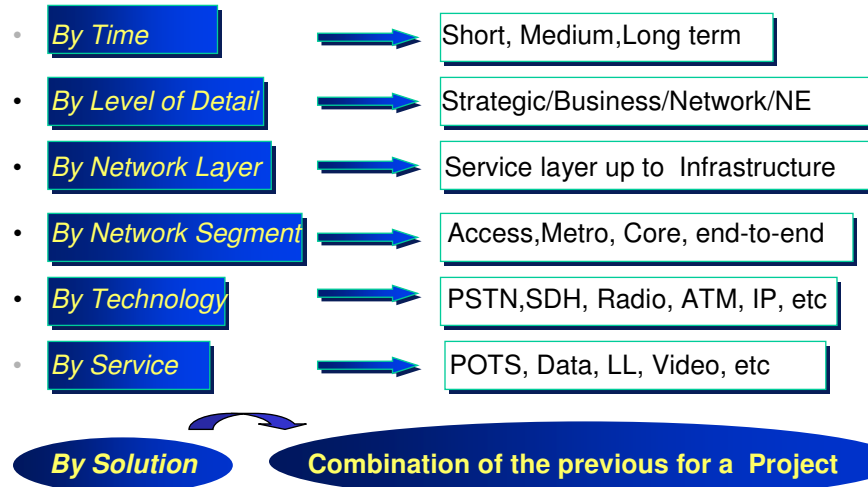 • By Time Short, Medium,Long term
• By Level of Detail Strategic/Business/Network/NE
• By Network Layer Service layer up to Infrastructure
• By Network Segment Access,Metro, Core, end-to-end
• By Technology PSTN,SDH, Radio, ATM, IP, etc
• By Service POTS, Data, LL, Video, etc
By Solution Combination of the previous for a Project